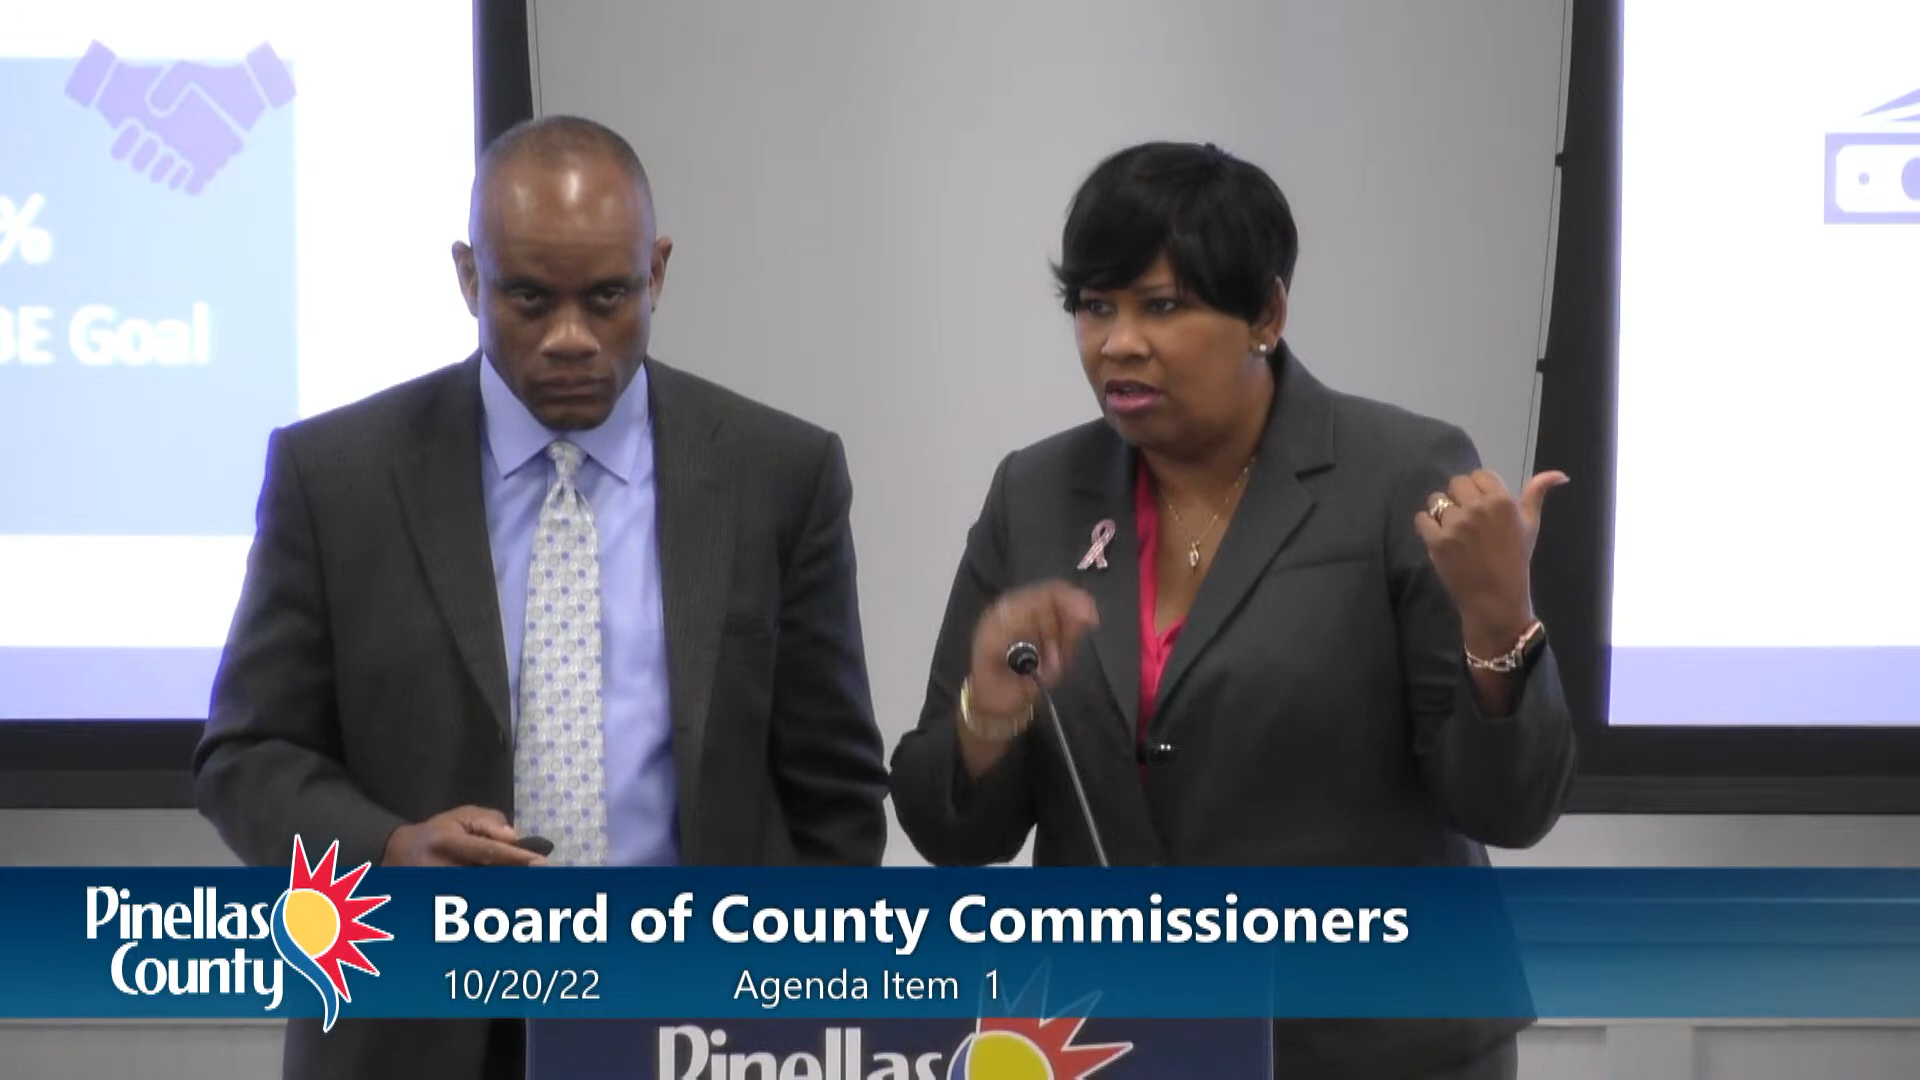 %
BE Goal
Pinellas
County
Board of County Commissioners
10/20/22 Agenda Item 1
Pinellas